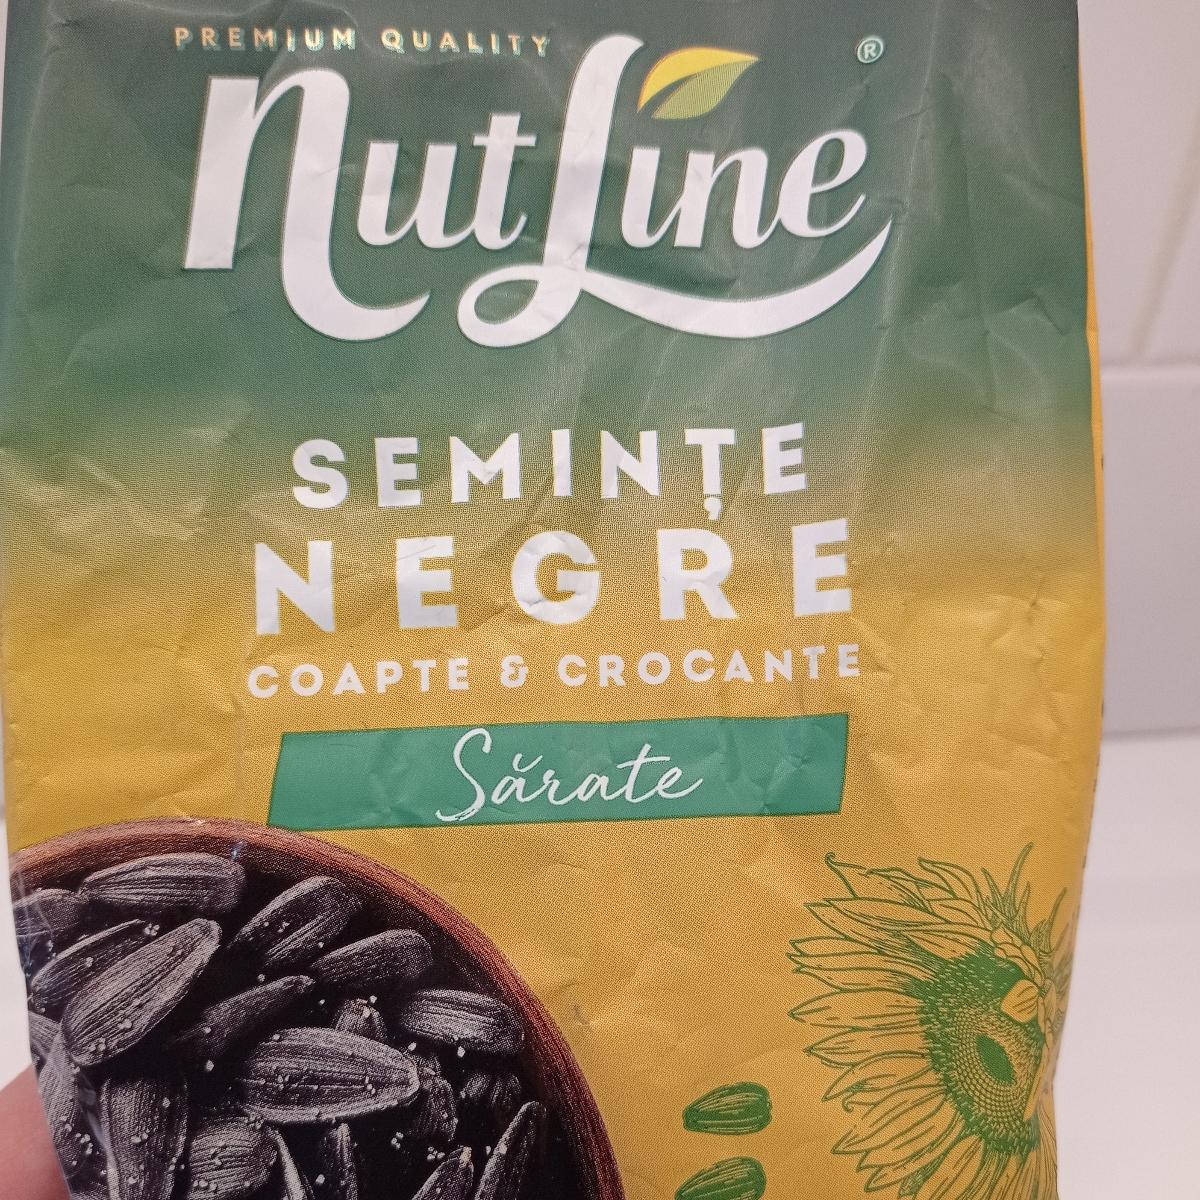 PREMIUM QUALITY
nutLine ®
SEMINȚE
NEGRE
COAPTE & CROCANTE
Sărate